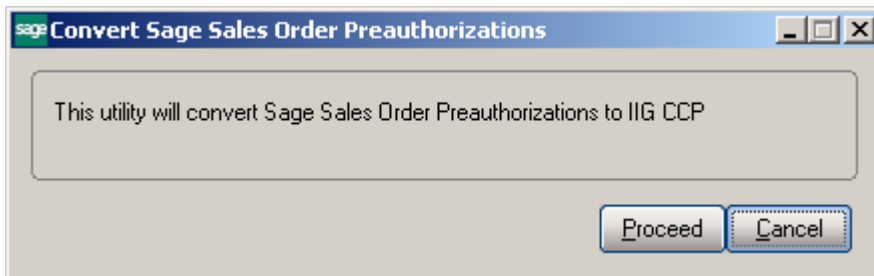 sage Convert Sage Sales Order Preauthorizations
This utility will convert Sage Sales Order Preauthorizations to IIG CCP
Proceed Cancel